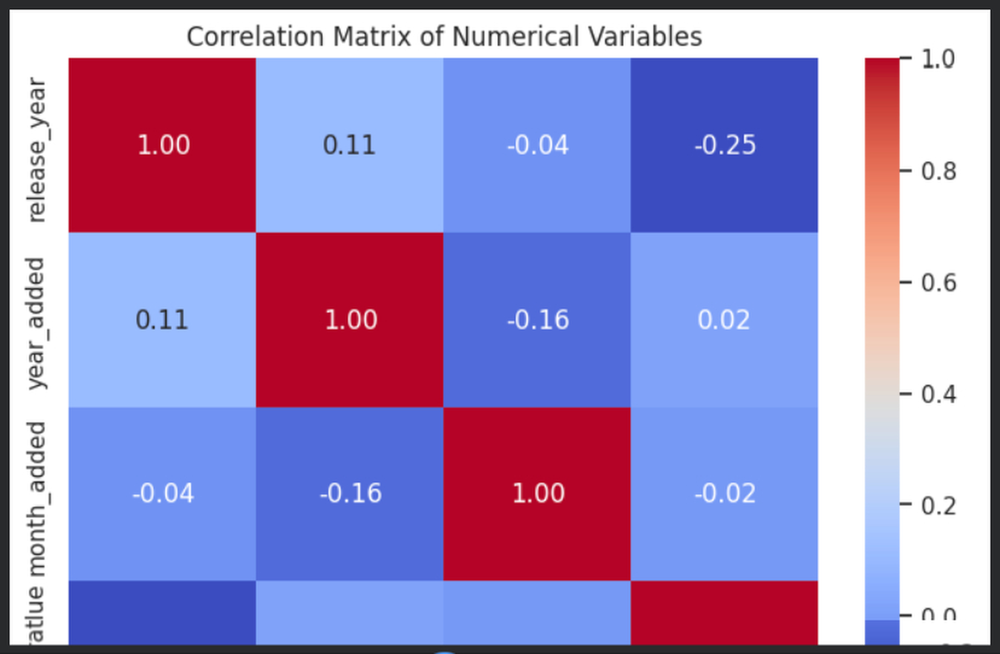 Correlation Matrix of Numerical Variables
release_year
1.00 0.11 -0.04 -0.25
year_added
0.11 1.00 -0.16 0.02
month_added
-0.04 -0.16 1.00 -0.02
1.0
0.8
0.6
0.4
0.2
0.0